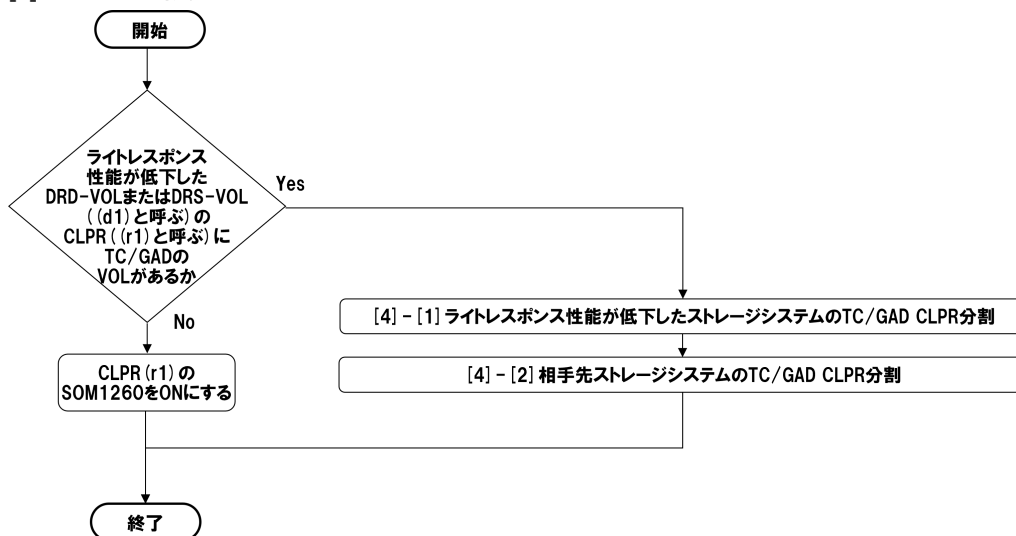 開始
ライトレスポンス
性能が低下した
DRD-VOLまたはDRS-VOL
((d1)と呼ぶ)の
CLPR((r1)と呼ぶ)に
TC/GADの
VOLがあるか
Yes
No
[4]-[1]ライトレスポンス性能が低下したストレージシステムのTC/GAD CLPR分割
CLPR(r1)の
SOM1260をONにする
[4]-[2]相手先ストレージシステムのTC/GAD CLPR分割
終了